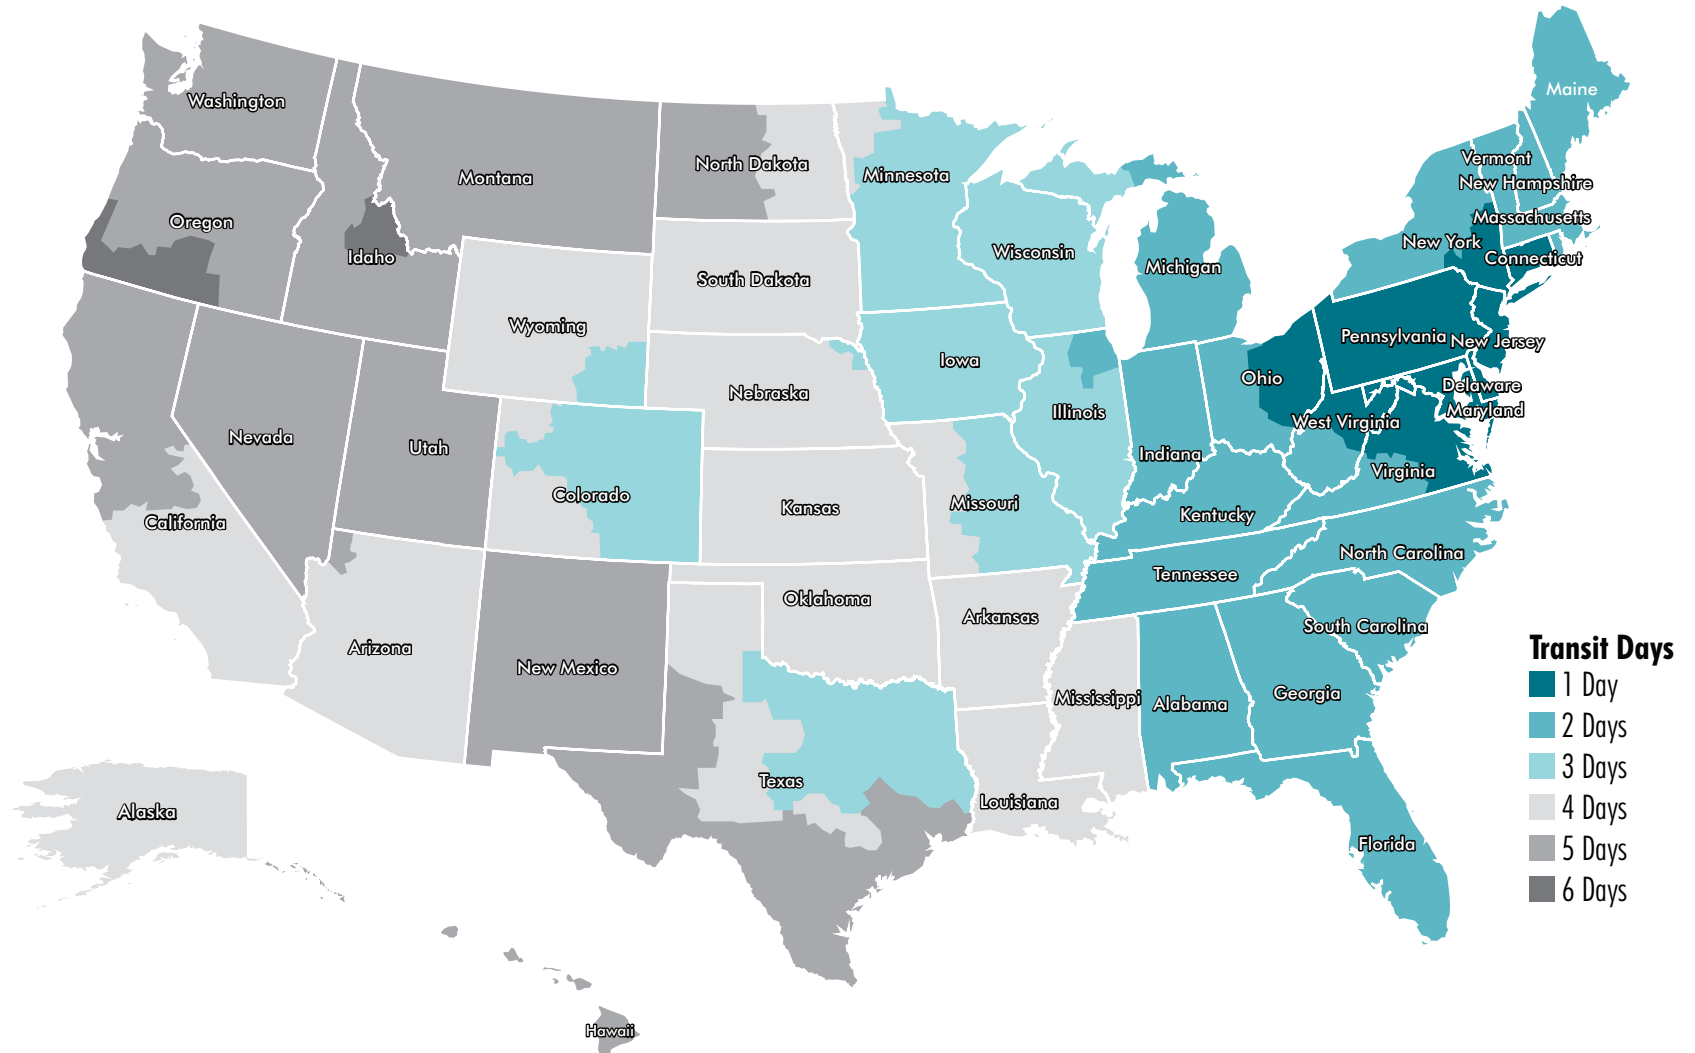 Maine
Washington
Vermont
North Dakota
Minnesota
Montana
New Hampshire
Massachusetts
Oregon
New York
Wisconsin
Idaho
Connecticut
Michigan
South Dakota
Wyoming
Pennsylvania
New Jersey
Iowa
Ohio
Delaware
Nebraska
Maryland
Illinois
West Virginia
Nevada
Utah
Indiana
Virginia
Colorado
Missouri
Kansas
Kentucky
California
North Carolina
Tennessee
Oklahoma
Arkansas
South Carolina
Arizona
New Mexico
Georgia
Mississippi
Alabama
Texas
Louisiana
Alaska
Florida
Hawaii
Transit Days
1 Day
2 Days
3 Days
4 Days
5 Days
6 Days